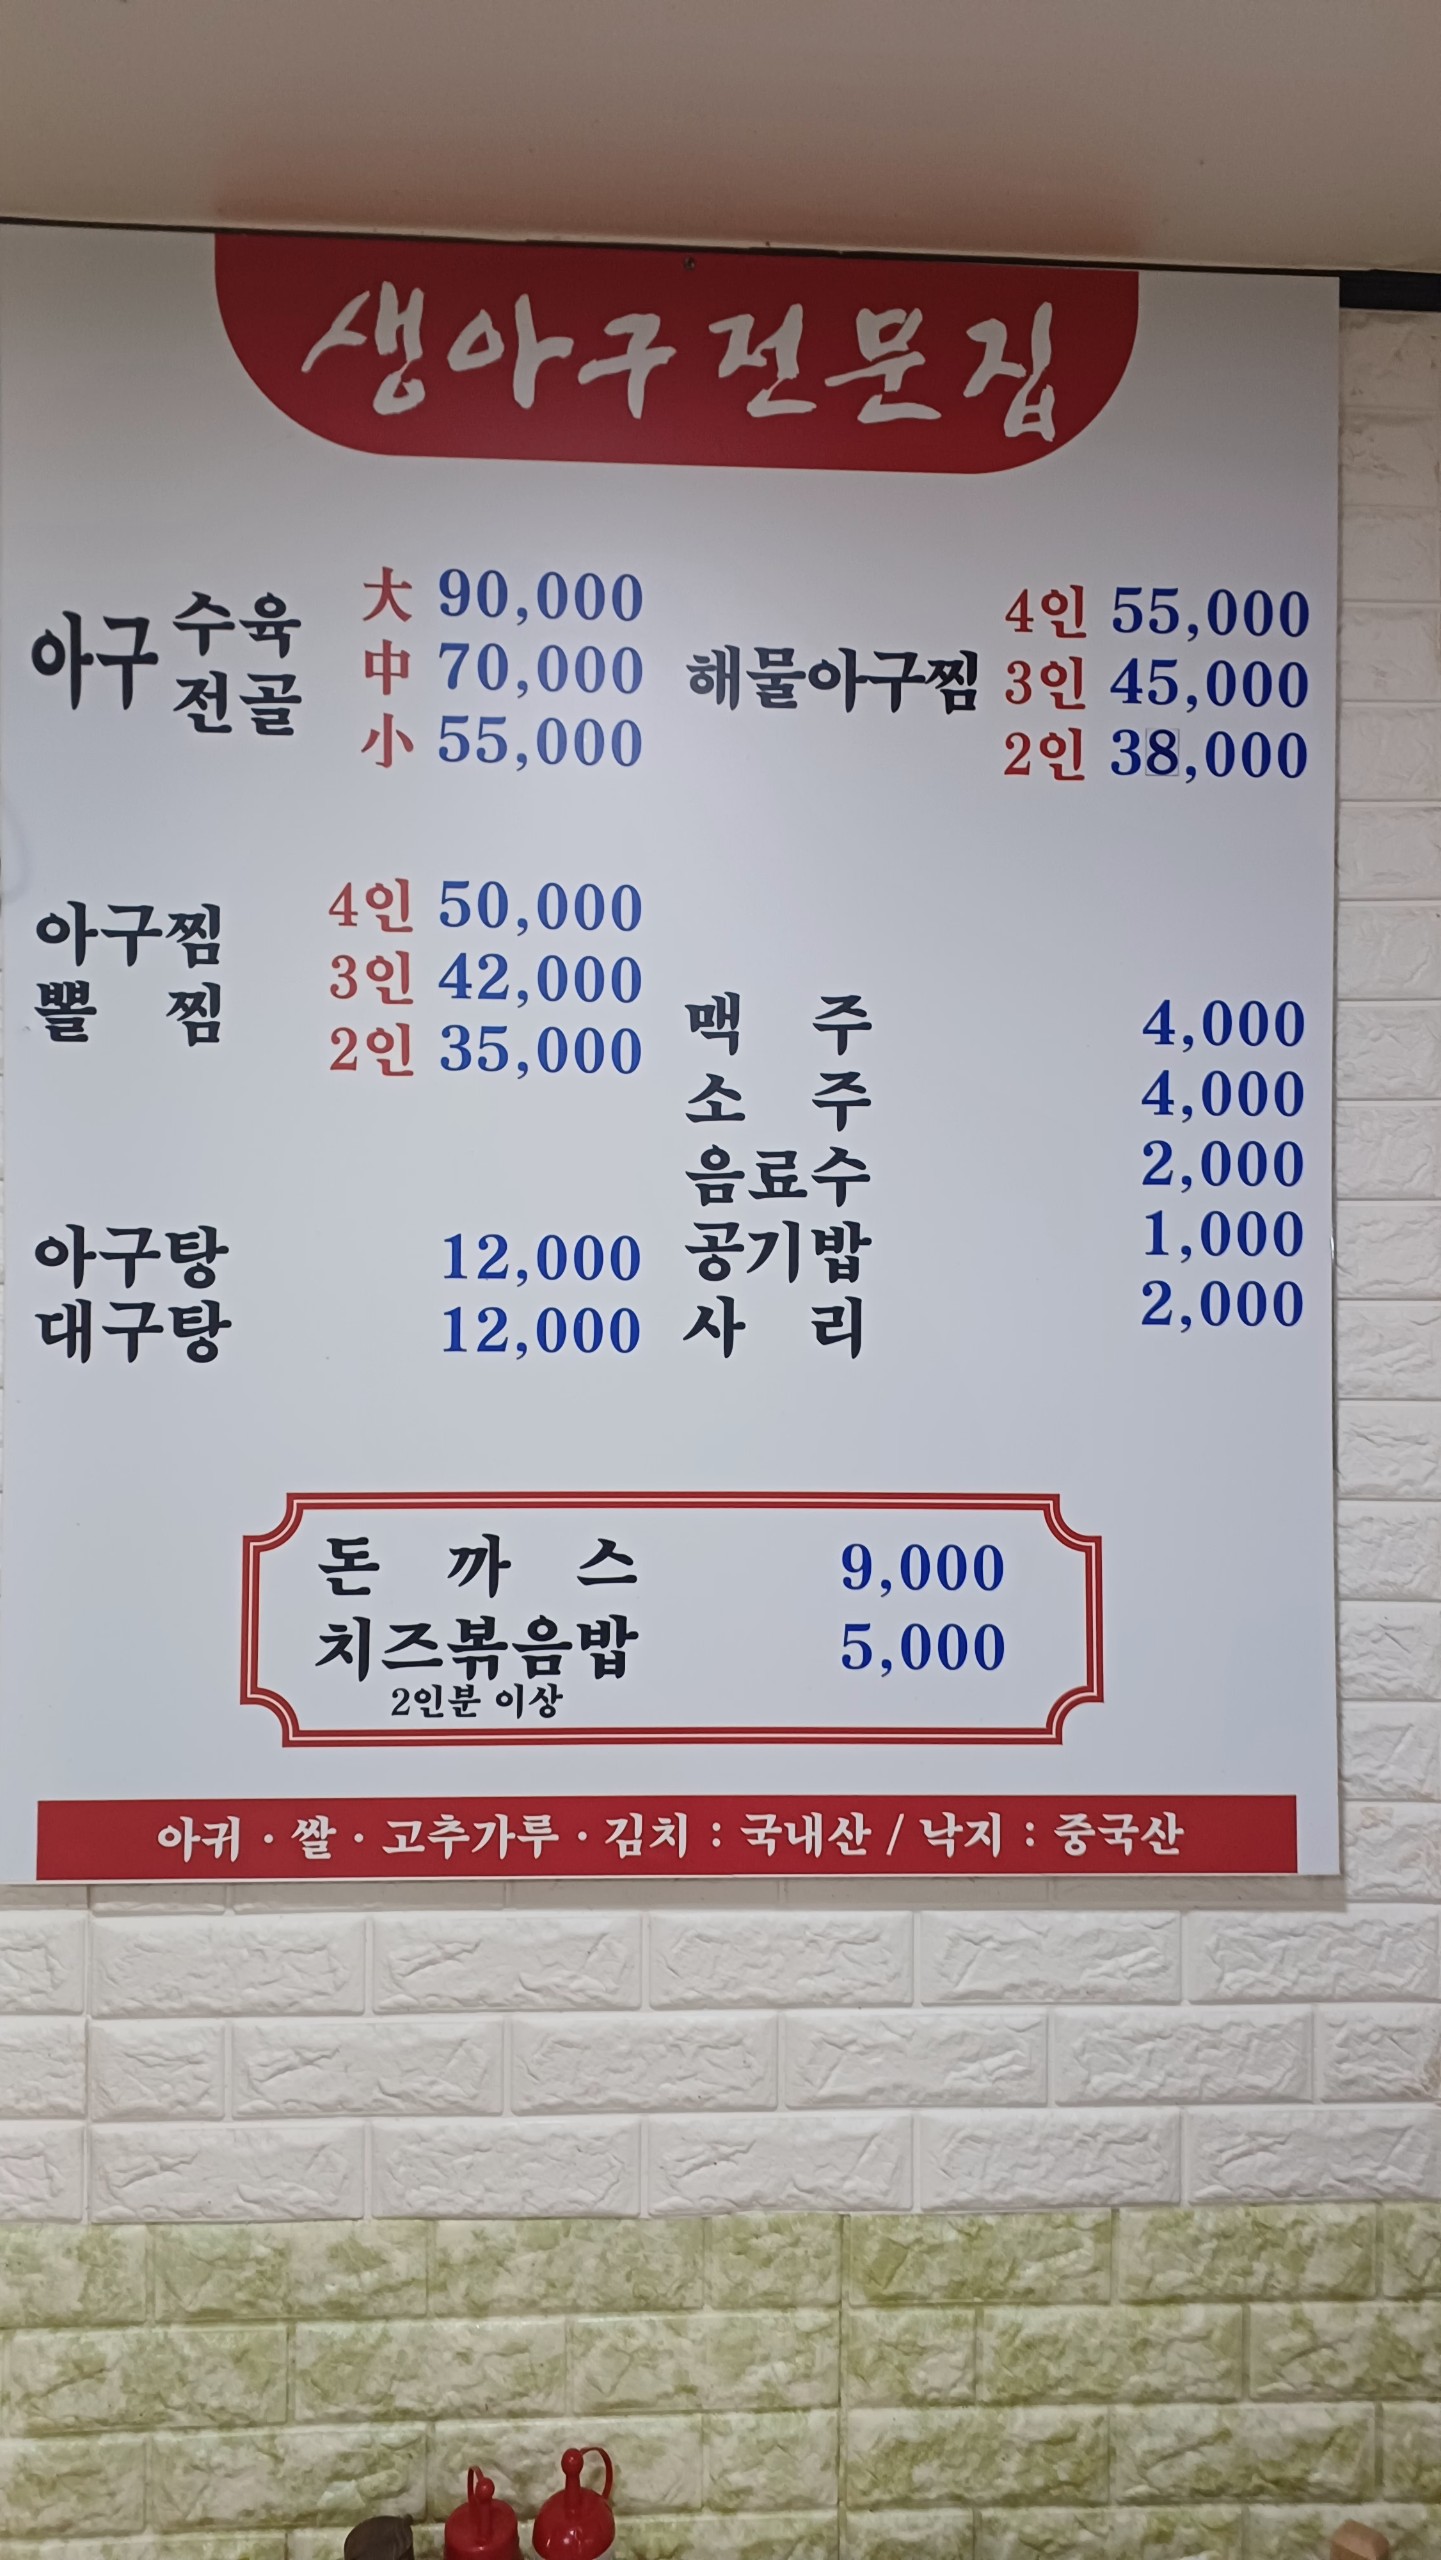 생아구전문집
아구 수육 전골
大 90,000
中 70,000
小 55,000
해물아구찜
4인 55,000
3인 45,000
2인 38,000
아구찜
뽈 찜
4인 50,000
3인 42,000
2인 35,000
아구탕 12,000
대구탕 12,000
맥 주 4,000
소 주 4,000
음료수 2,000
공기밥 1,000
사 리 2,000
돈 까 스 9,000
치즈볶음밥 5,000
2인분 이상
아귀 · 쌀 · 고추가루 · 김치 : 국내산 / 낙지 : 중국산